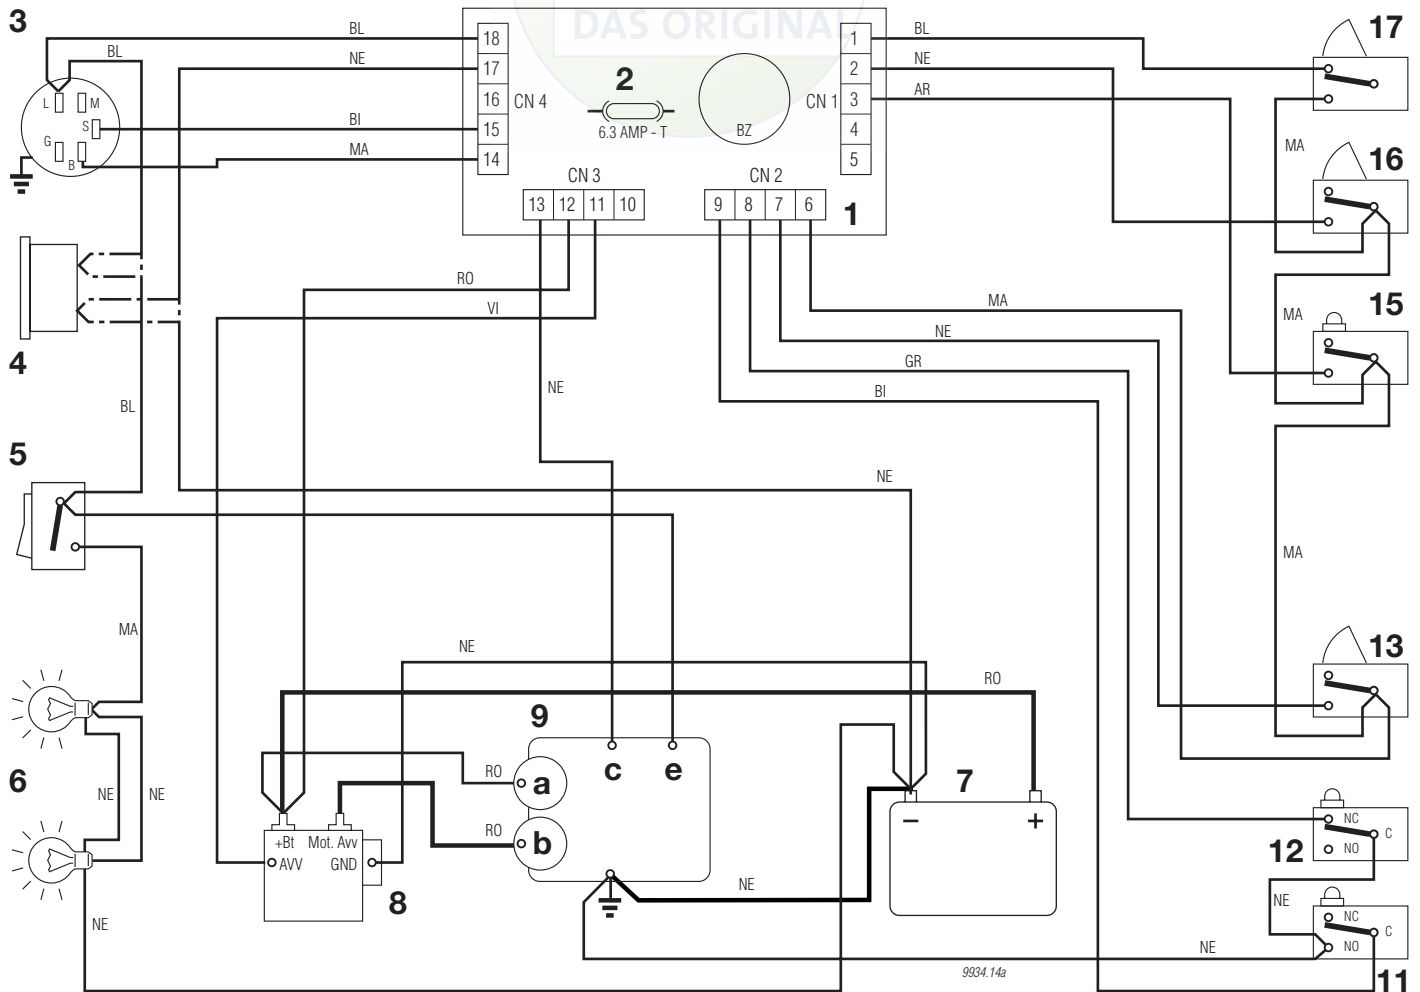 3
DAS ORIGINAL
BL
18
1
BL
17
BL
NE
17
2
NE
L
M
16
CN 4
2
6.3 AMP - T
BZ
CN 1
3
AR
S
BI
15
4
G
B
MA
14
5
MA
16
CN 3
CN 2
13
12
11
10
9
8
7
6
1
RO
VI
MA
MA
15
4
NE
NE
GR
BI
BL
5
NE
MA
MA
NE
13
RO
9
c
e
7
6
NE
NE
RO
a
RO
b
+Bt
Mot. Avv
AVV
GND
8
−
+
NE
NC
C
NO
12
NE
NC
C
NO
NE
NE
11
9934.14a